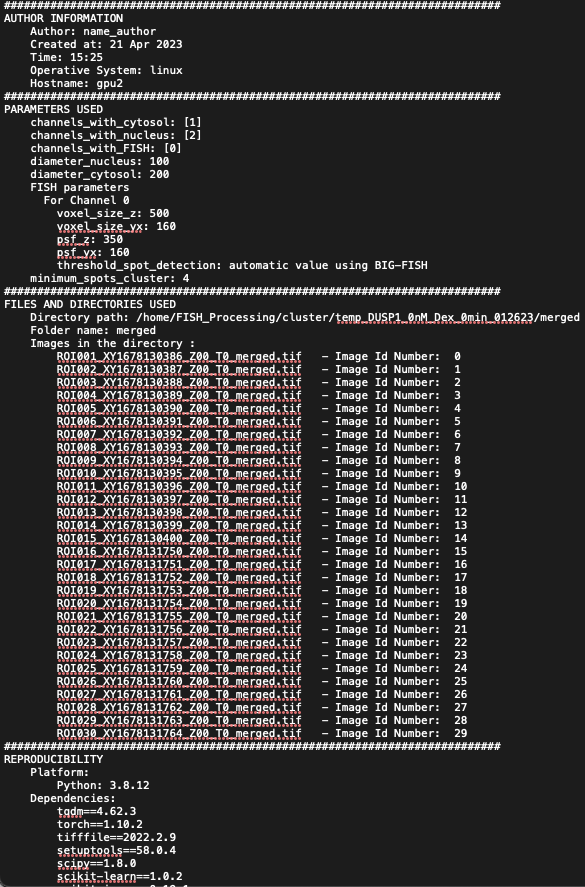 ###########################################################################
AUTHOR INFORMATION
Author: name_author
Created at: 21 Apr 2023
Time: 15:25
Operative System: linux
Hostname: gpu2
###########################################################################
PARAMETERS USED
channels_with_cytosol: [1]
channels_with_nucleus: [2]
channels_with_FISH: [0]
diameter_nucleus: 100
diameter_cytosol: 200
FISH parameters
For Channel 0
voxel_size_z: 500
voxel_size_yx: 160
psf_z: 350
psf_yx: 160
threshold_spot_detection: automatic value using BIG-FISH
minimum_spots_cluster: 4
###########################################################################
FILES AND DIRECTORIES USED
Directory path: /home/FISH_Processing/cluster/temp_DUSP1_0nM_Dex_0min_012623/merged
Folder name: merged
Images in the directory :
ROI001_XY1678130386_Z00_T0_merged.tif - Image Id Number: 0
ROI002_XY1678130387_Z00_T0_merged.tif - Image Id Number: 1
ROI003_XY1678130388_Z00_T0_merged.tif - Image Id Number: 2
ROI004_XY1678130389_Z00_T0_merged.tif - Image Id Number: 3
ROI005_XY1678130390_Z00_T0_merged.tif - Image Id Number: 4
ROI006_XY1678130391_Z00_T0_merged.tif - Image Id Number: 5
ROI007_XY1678130392_Z00_T0_merged.tif - Image Id Number: 6
ROI008_XY1678130393_Z00_T0_merged.tif - Image Id Number: 7
ROI009_XY1678130394_Z00_T0_merged.tif - Image Id Number: 8
ROI010_XY1678130395_Z00_T0_merged.tif - Image Id Number: 9
ROI011_XY1678130396_Z00_T0_merged.tif - Image Id Number: 10
ROI012_XY1678130397_Z00_T0_merged.tif - Image Id Number: 11
ROI013_XY1678130398_Z00_T0_merged.tif - Image Id Number: 12
ROI014_XY1678130399_Z00_T0_merged.tif - Image Id Number: 13
ROI015_XY1678130400_Z00_T0_merged.tif - Image Id Number: 14
ROI016_XY1678131750_Z00_T0_merged.tif - Image Id Number: 15
ROI017_XY1678131751_Z00_T0_merged.tif - Image Id Number: 16
ROI018_XY1678131752_Z00_T0_merged.tif - Image Id Number: 17
ROI019_XY1678131753_Z00_T0_merged.tif - Image Id Number: 18
ROI020_XY1678131754_Z00_T0_merged.tif - Image Id Number: 19
ROI021_XY1678131755_Z00_T0_merged.tif - Image Id Number: 20
ROI022_XY1678131756_Z00_T0_merged.tif - Image Id Number: 21
ROI023_XY1678131757_Z00_T0_merged.tif - Image Id Number: 22
ROI024_XY1678131758_Z00_T0_merged.tif - Image Id Number: 23
ROI025_XY1678131759_Z00_T0_merged.tif - Image Id Number: 24
ROI026_XY1678131760_Z00_T0_merged.tif - Image Id Number: 25
ROI027_XY1678131761_Z00_T0_merged.tif - Image Id Number: 26
ROI028_XY1678131762_Z00_T0_merged.tif - Image Id Number: 27
ROI029_XY1678131763_Z00_T0_merged.tif - Image Id Number: 28
ROI030_XY1678131764_Z00_T0_merged.tif - Image Id Number: 29
###########################################################################
REPRODUCIBILITY
Platform:
Python: 3.8.12
Dependencies:
tqdm==4.62.3
torch==1.10.2
tifffile==2022.2.9
setuptools==58.0.4
scipy==1.8.0
scikit-learn==1.0.2